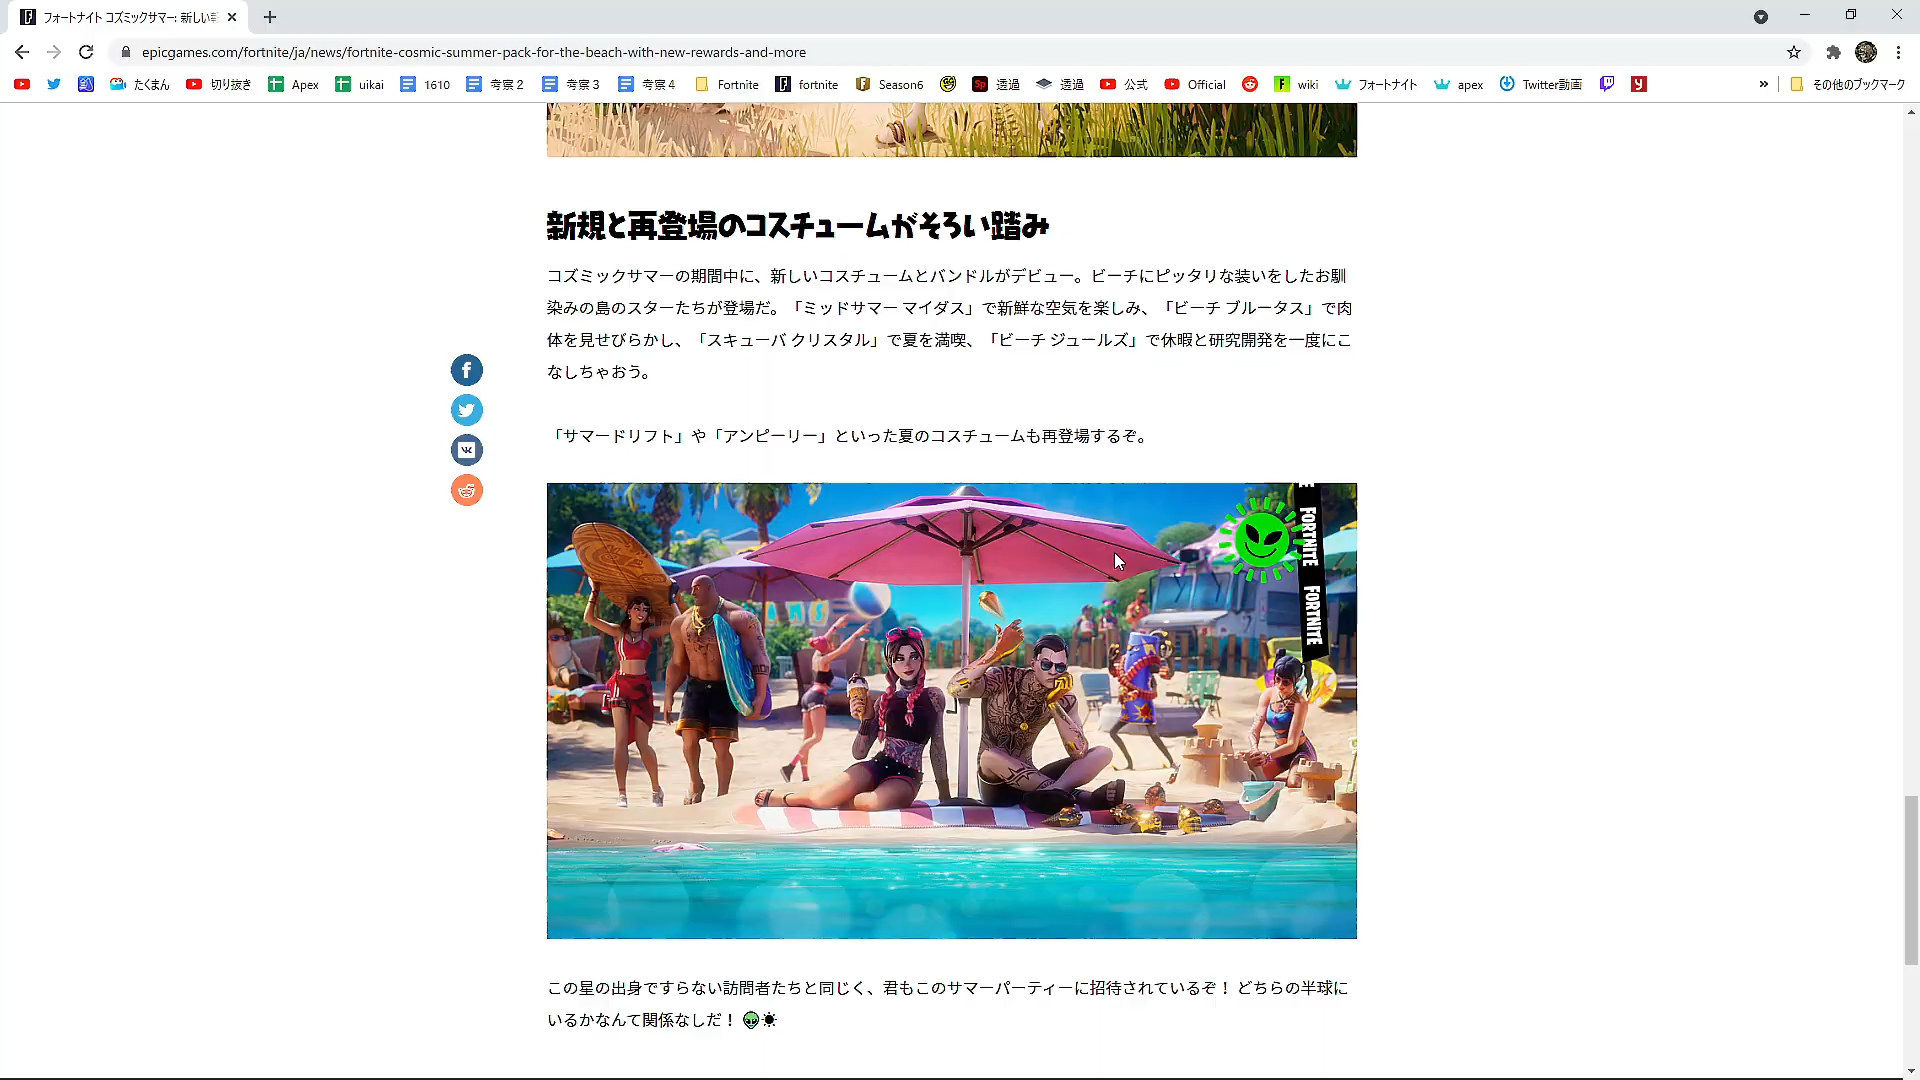 フォートナイト コズミックサマー: 新しい
epicgames.com/fortnite/ja/news/fortnite-cosmic-summer-pack-for-the-beach-with-new-rewards-and-more
たくまん 切り抜き Apex uikai 1610 考察 2 考察 3 考察 4 Fortnite fortnite Season6 透過 透過 公式 Official wiki フォートナイト apex Twitter動画 その他のブックマーク
新規と再登場のコスチュームがそろい踏み
コズミックサマーの期間中に、新しいコスチュームとバンドルがデビュー。ビーチにピッタリな装いをしたお馴
染みの島のスターたちが登場だ。「ミッドサマー マイダス」で新鮮な空気を楽しみ、「ビーチ ブルータス」で肉
体を見せびらかし、「スキューバ クリスタル」で夏を満喫、「ビーチ ジュールズ」で休暇と研究開発を一度にこ
なしちゃおう。
「サマードリフト」や「アンピーリー」といった夏のコスチュームも再登場するぞ。
FORTNITE
FORTNITE
この星の出身ですらない訪問者たちと同じく、君もこのサマーパーティーに招待されているぞ！ どちらの半球に
いるかなんて関係なしだ！ 👽☀